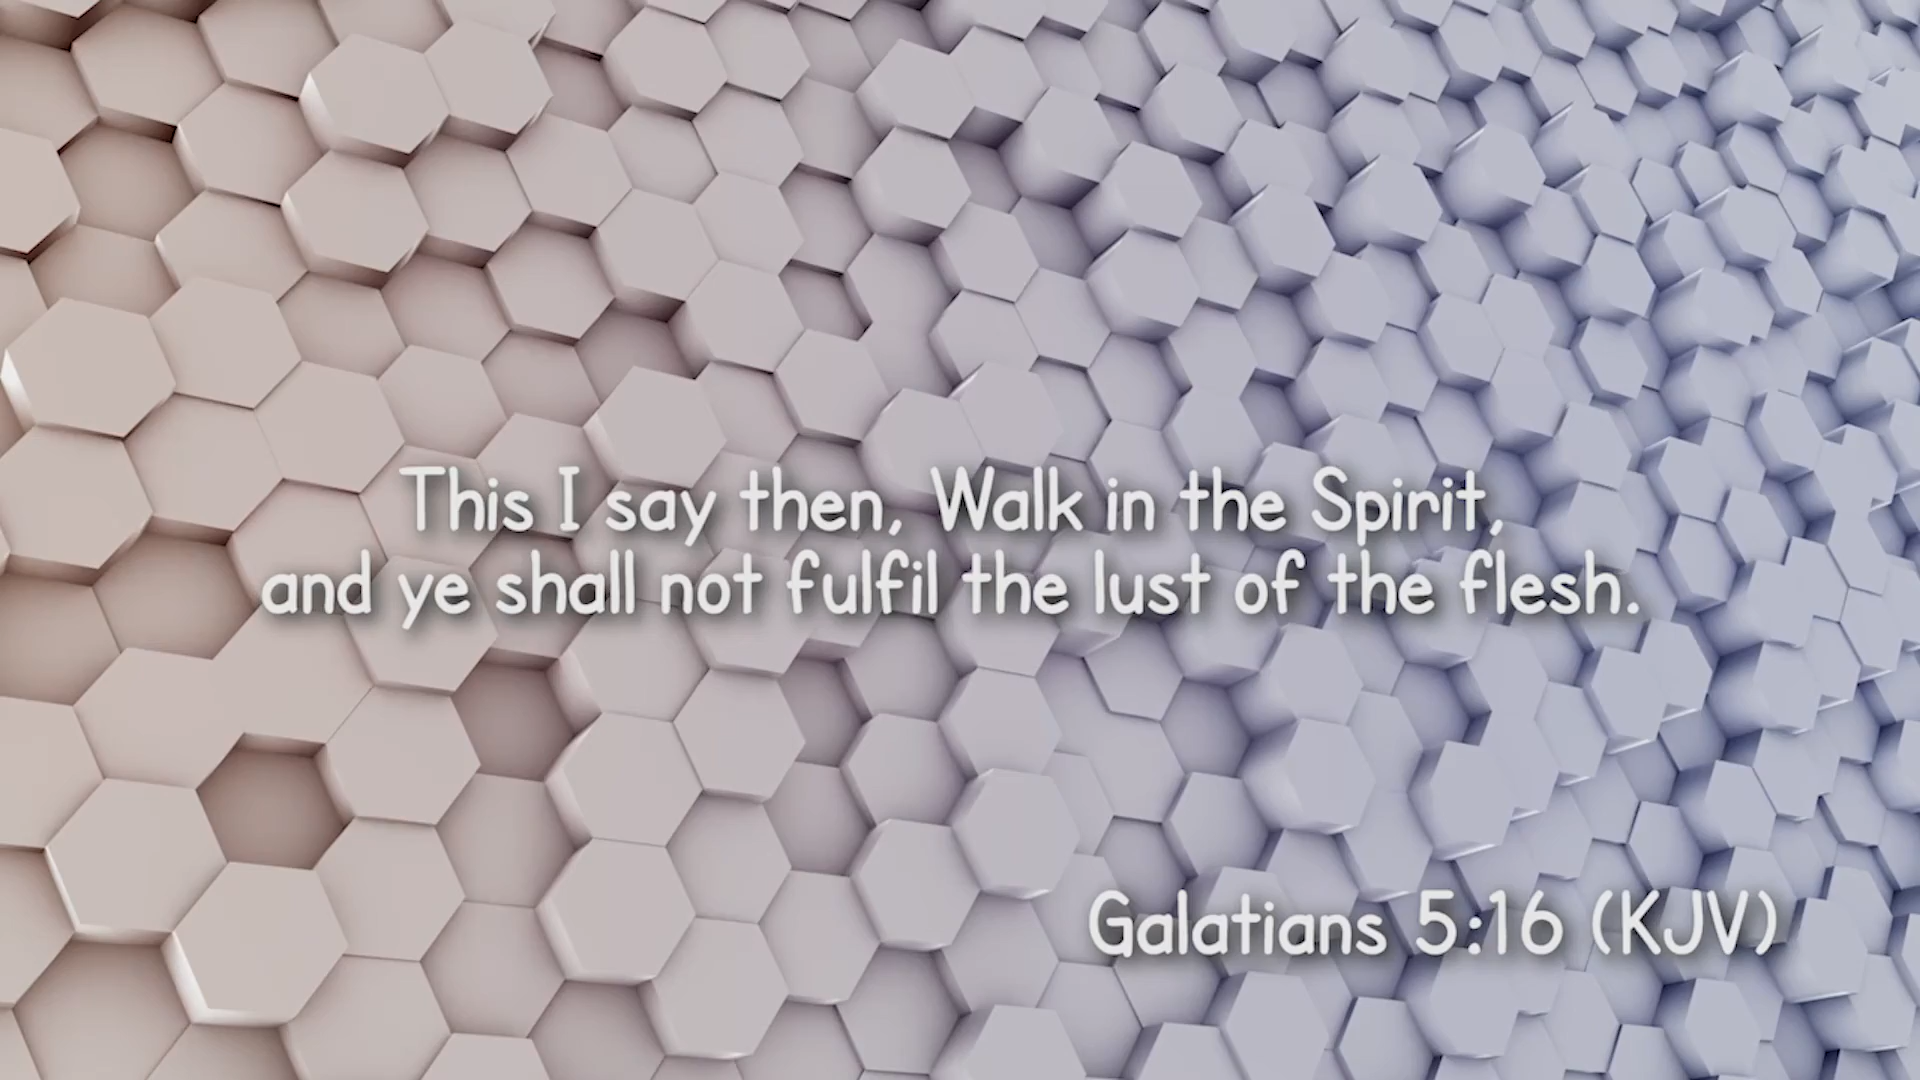 This I say then, Walk in the Spirit,
and ye shall not fulfil the lust of the flesh.
Galatians 5:16 (KJV)